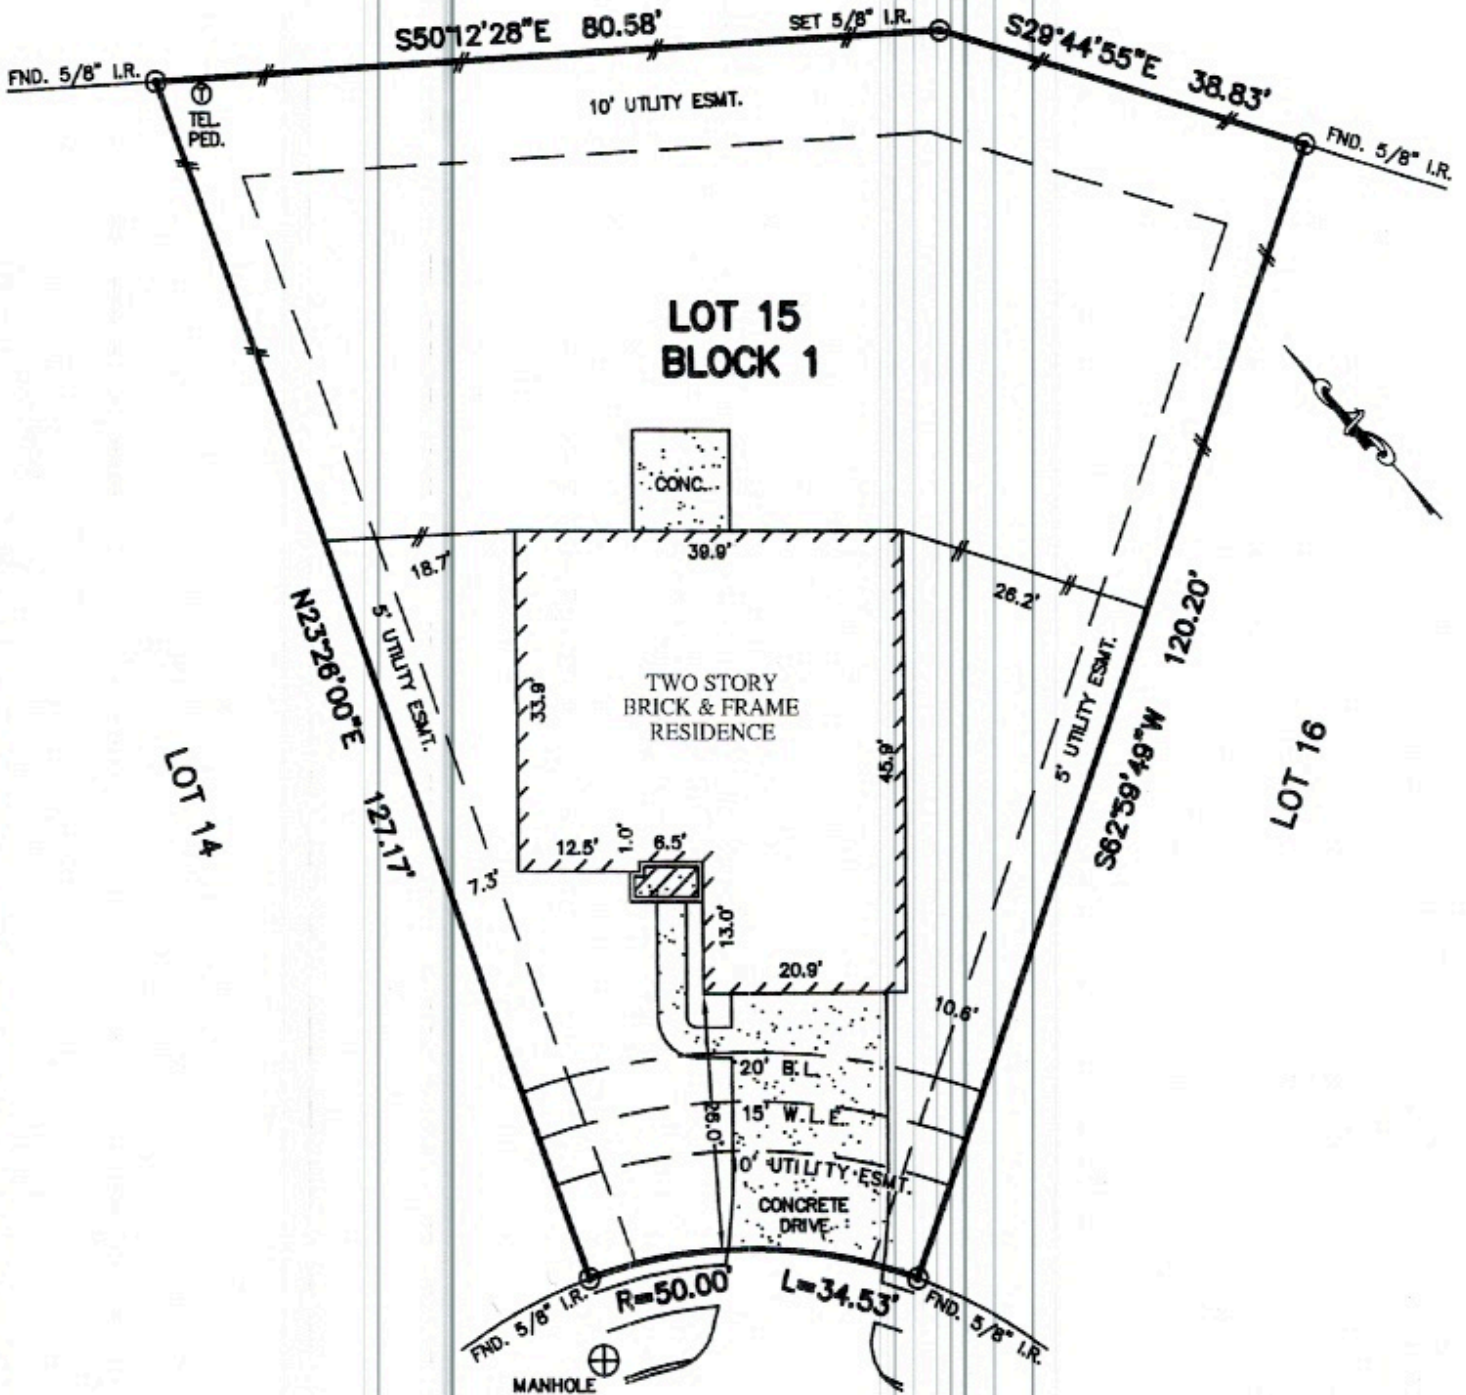 S50°12'28"E 80.58'
SET 5/8" I.R.
S29°44'55"E 38.83'
FND. 5/8" I.R.
TEL.
PED.
10' UTLITY ESMT.
FND. 5/8" I.R.
LOT 15
BLOCK 1
CONC.
39.9'
18.7'
26.2'
N23°26'00"E 127.17'
5' UTILITY ESMT.
33.9'
TWO STORY
BRICK & FRAME
RESIDENCE
45.9'
5' UTILITY ESMT.
S62°59'49"W 120.20'
LOT 14
LOT 16
7.3'
12.5'
1.0'
6.5'
13.0'
20.9'
10.6'
20' B.L.
15' W.L.E.
26.0'
10' UTILITY ESMT.
CONCRETE
DRIVE
R=50.00'
L=34.53'
FND. 5/8" I.R.
FND. 5/8" I.R.
MANHOLE